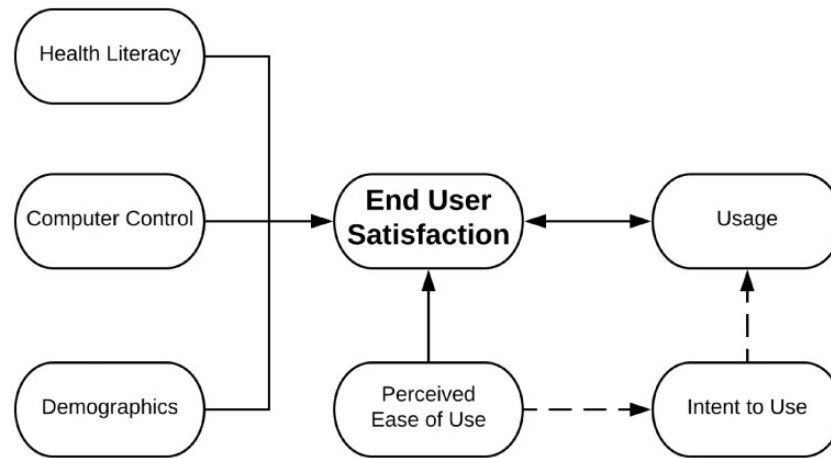 Health Literacy
Computer Control
End User
Satisfaction
Usage
Demographics
Perceived
Ease of Use
Intent to Use